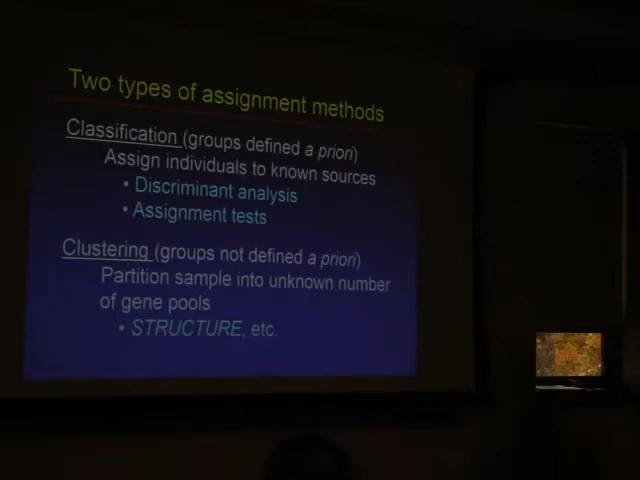 Two types of assignment methods
Classification (groups defined a priori)
Assign individuals to known sources
• Discriminant analysis
• Assignment tests
Clustering (groups not defined a priori)
Partition sample into unknown number
of gene pools
• STRUCTURE, etc.